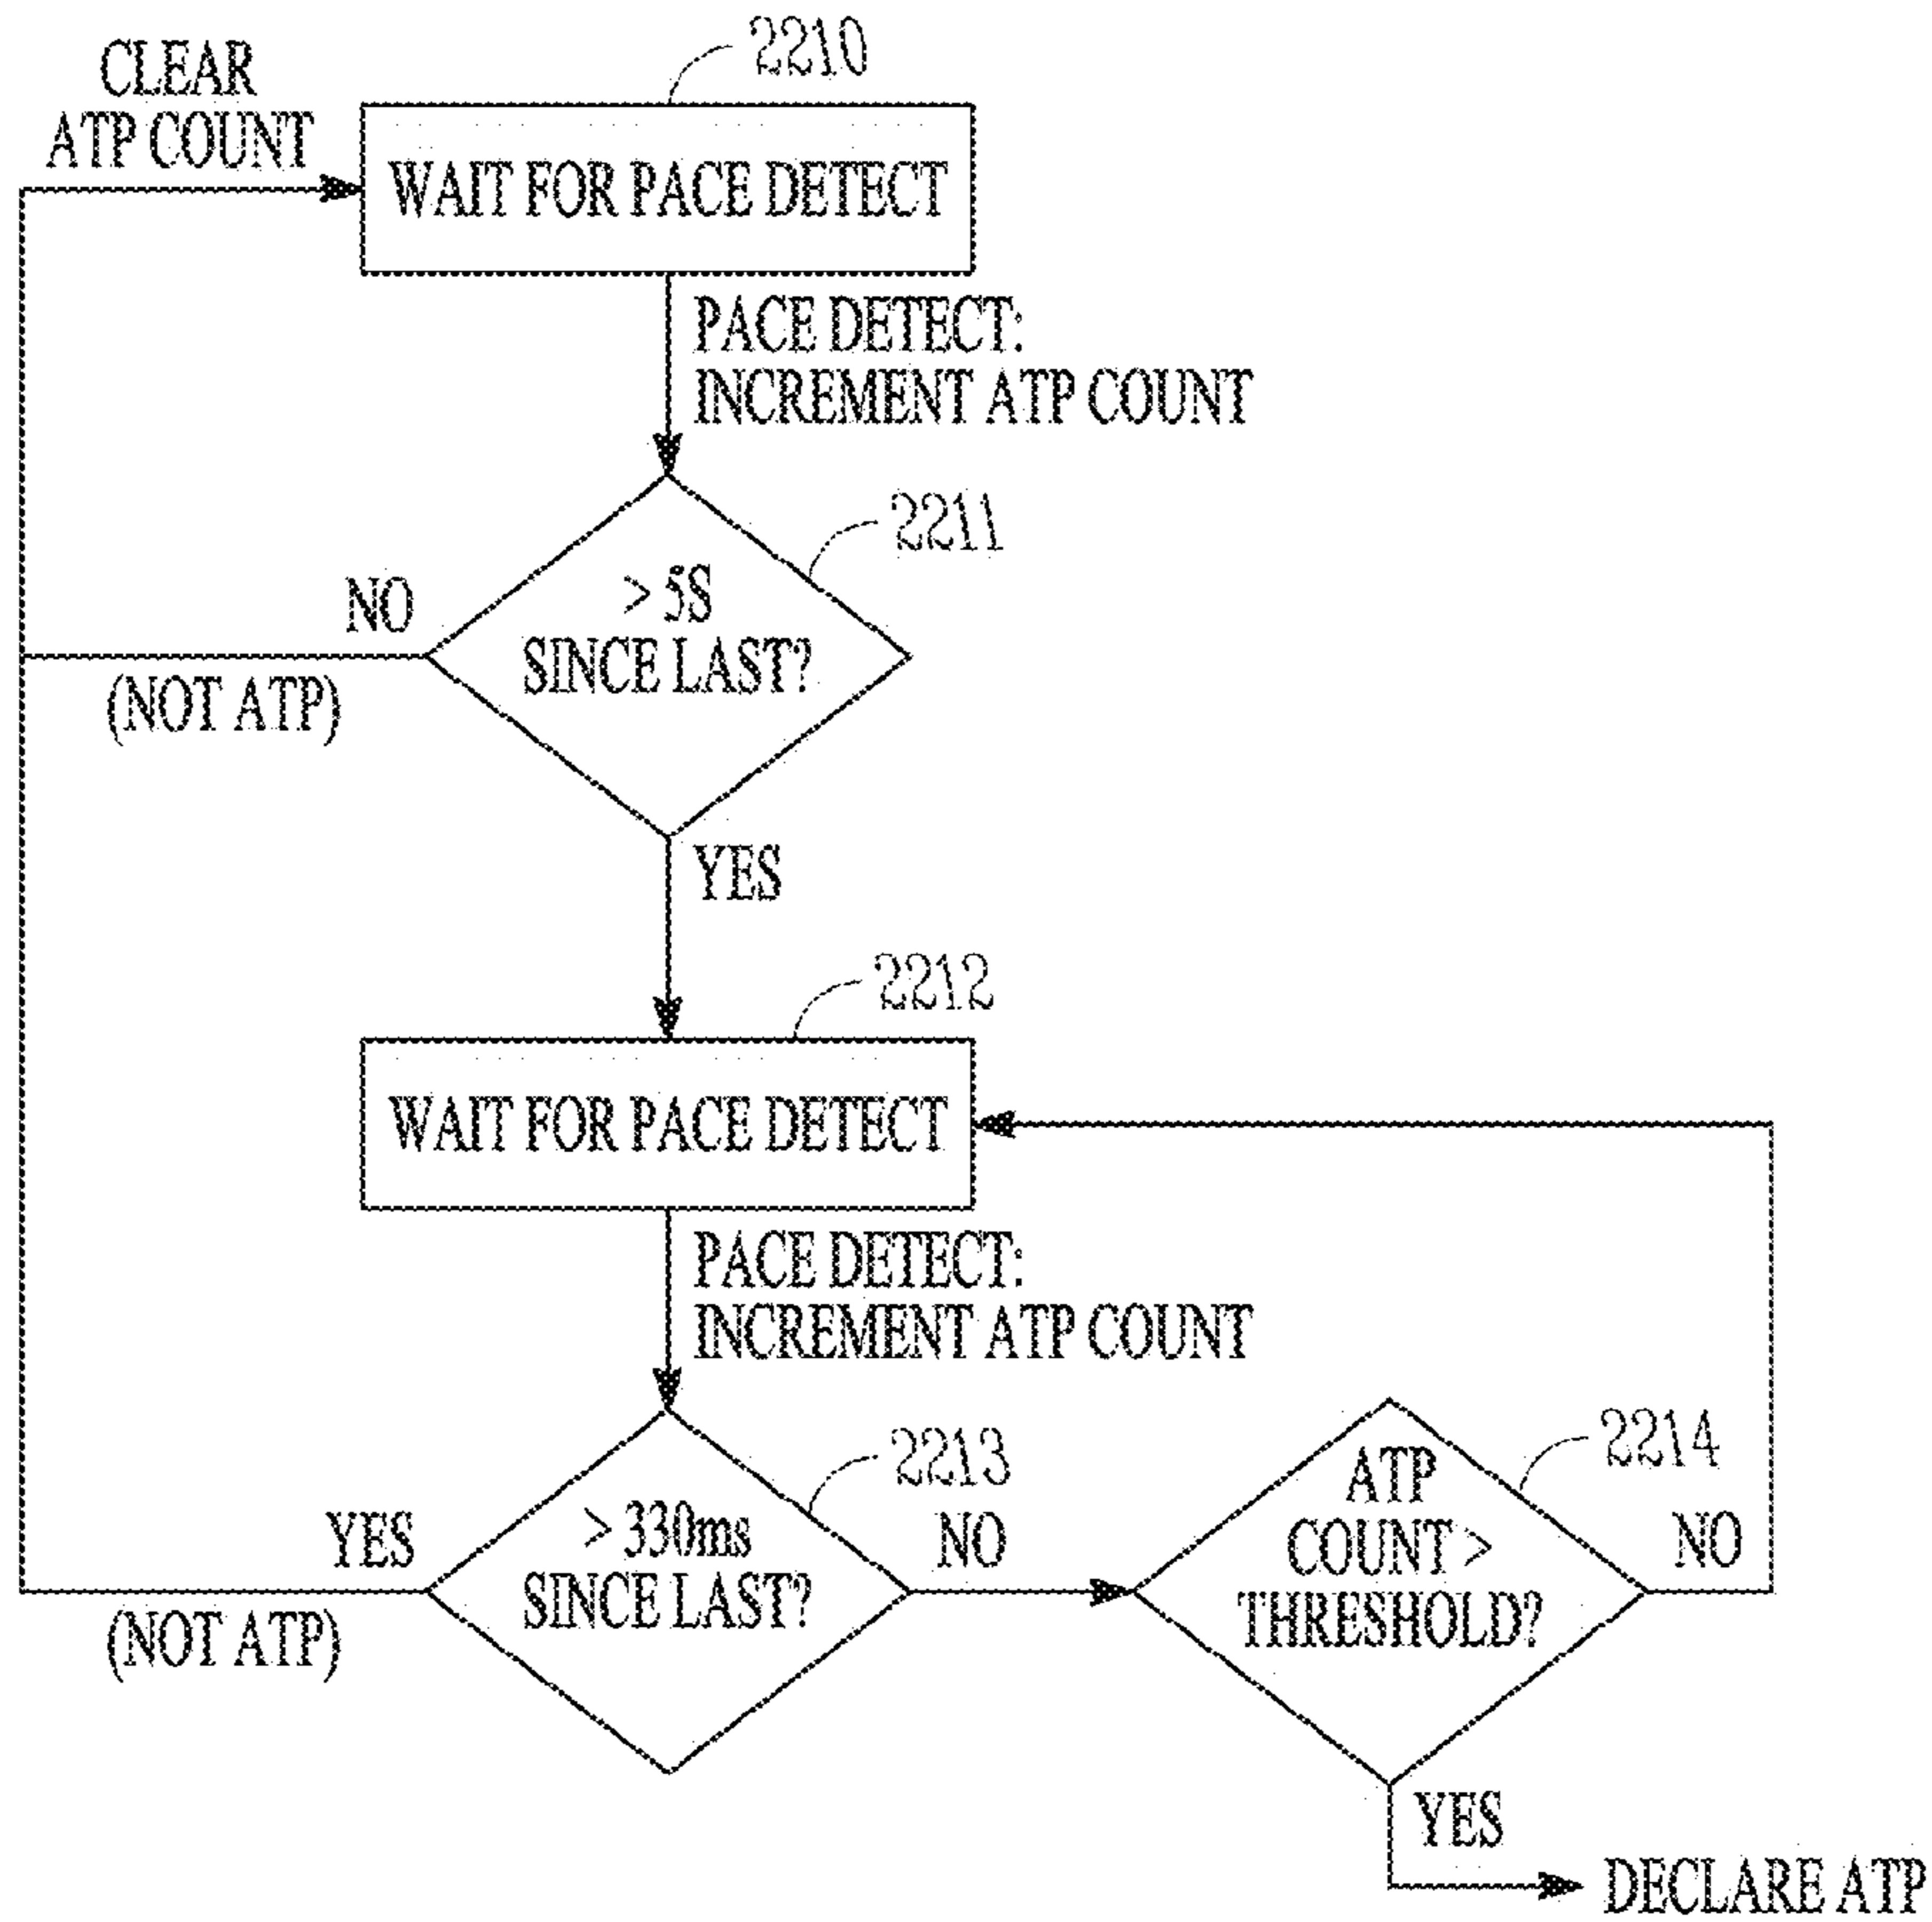 2210
CLEAR
ATP COUNT
WAIT FOR PACE DETECT
PACE DETECT:
INCREMENT ATP COUNT
2211
> 5S
SINCE LAST?
NO
(NOT ATP)
YES
2212
WAIT FOR PACE DETECT
PACE DETECT:
INCREMENT ATP COUNT
2213
> 330ms
SINCE LAST?
YES
(NOT ATP)
NO
2214
ATP
COUNT >
THRESHOLD?
NO
YES
DECLARE ATP